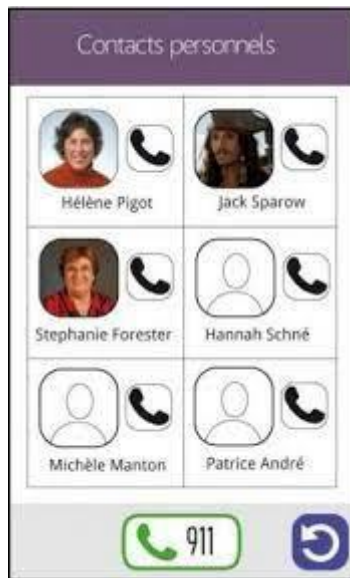 Contacts personnels
Hélène Pigot
Jack Sparow
Stephanie Forester
Hannah Schné
Michèle Manton
Patrice André
911